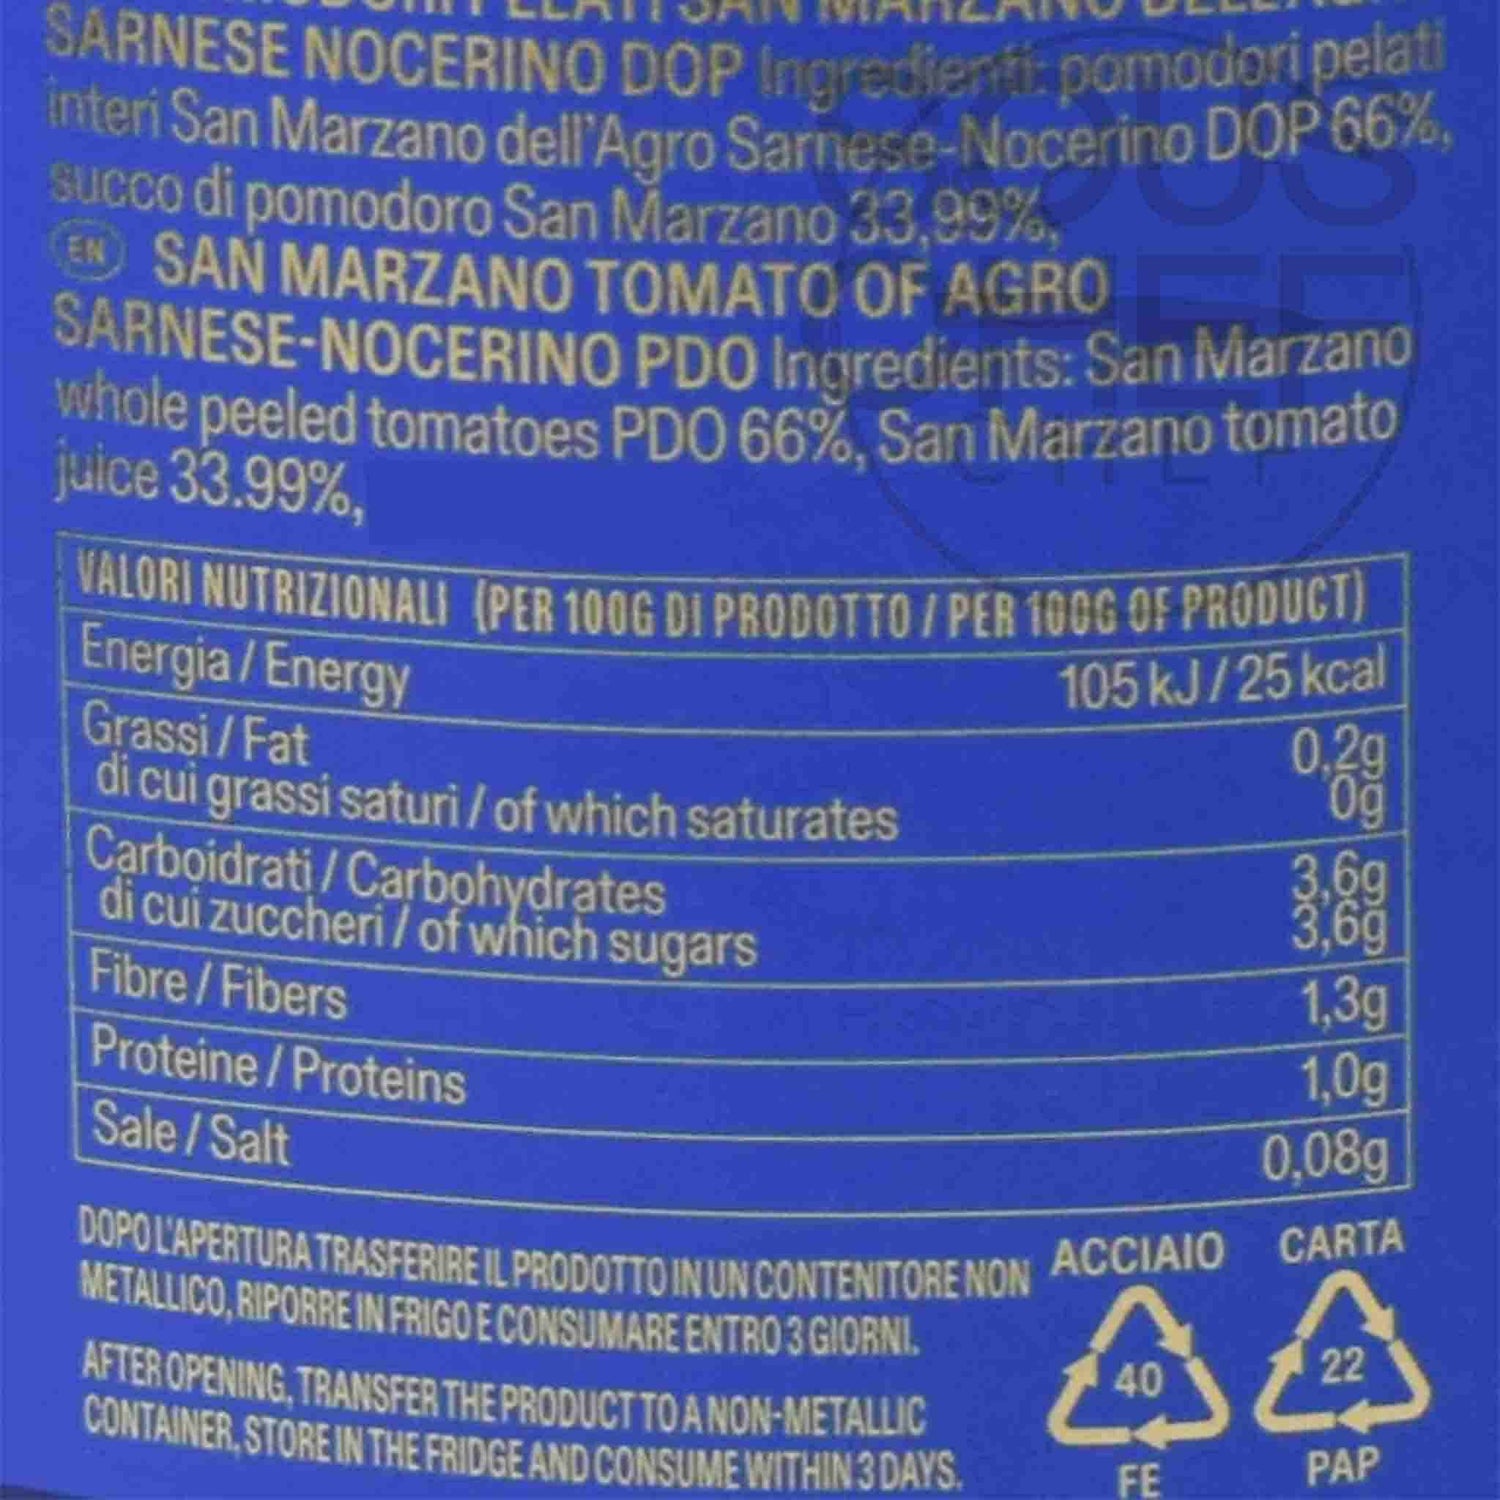 SAN MARZANO
SARNESE NOCERINO DOP Ingredienti: pomodori pelati
interi San Marzano dell'Agro Sarnese-Nocerino DOP 66%,
succo di pomodoro San Marzano 33,99%,
EN SAN MARZANO TOMATO OF AGRO
SARNESE-NOCERINO PDO Ingredients: San Marzano
whole peeled tomatoes PDO 66%, San Marzano tomato
juice 33.99%,
VALORI NUTRIZIONALI (PER 100G DI PRODOTTO / PER 100G OF PRODUCT)
Energia / Energy 105 kJ / 25 kcal
Grassi / Fat 0,2g
di cui grassi saturi / of which saturates 0g
Carboidrati / Carbohydrates 3,6g
di cui zuccheri / of which sugars 3,6g
Fibre / Fibers 1,3g
Proteine / Proteins 1,0g
Sale / Salt 0,08g
DOPO L'APERTURA TRASFERIRE IL PRODOTTO IN UN CONTENITORE NON
METALLICO, RIPORRE IN FRIGO E CONSUMARE ENTRO 3 GIORNI.
AFTER OPENING, TRANSFER THE PRODUCT TO A NON-METALLIC
CONTAINER, STORE IN THE FRIDGE AND CONSUME WITHIN 3 DAYS.
ACCIAIO CARTA
40 22
FE PAP